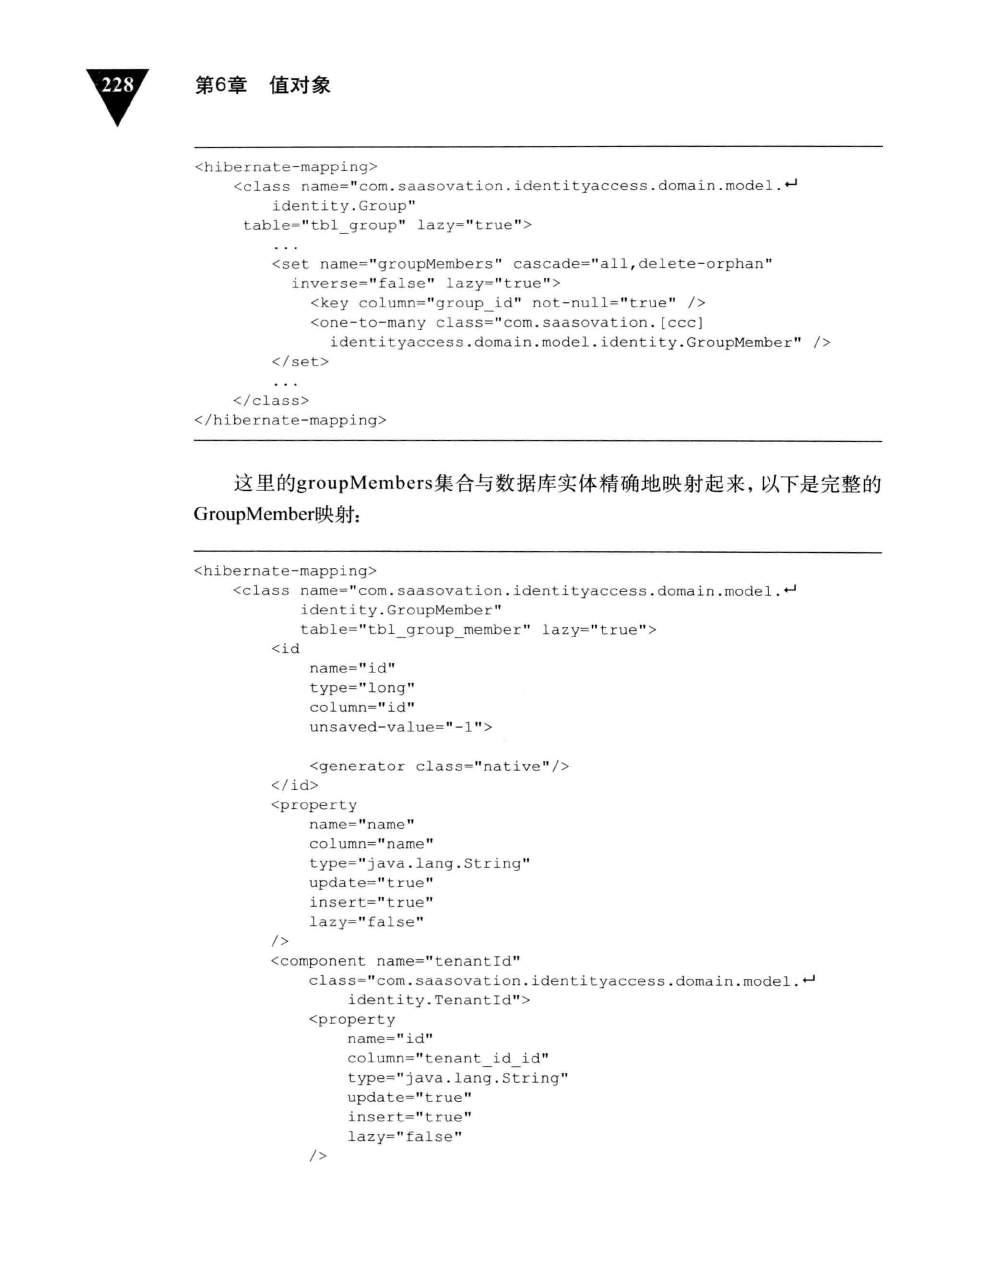 228
第6章 值对象
<hibernate-mapping>
    <class name="com.saasovation.identityaccess.domain.model.↵
        identity.Group"
     table="tbl_group" lazy="true">
        ...
        <set name="groupMembers" cascade="all,delete-orphan"
          inverse="false" lazy="true">
            <key column="group_id" not-null="true" />
            <one-to-many class="com.saasovation.[ccc]
              identityaccess.domain.model.identity.GroupMember" />
        </set>
        ...
    </class>
</hibernate-mapping>
这里的groupMembers集合与数据库实体精确地映射起来，以下是完整的
GroupMember映射：
<hibernate-mapping>
    <class name="com.saasovation.identityaccess.domain.model.↵
           identity.GroupMember"
           table="tbl_group_member" lazy="true">
        <id
            name="id"
            type="long"
            column="id"
            unsaved-value="-1">
            <generator class="native"/>
        </id>
        <property
            name="name"
            column="name"
            type="java.lang.String"
            update="true"
            insert="true"
            lazy="false"
        />
        <component name="tenantId"
            class="com.saasovation.identityaccess.domain.model.↵
                identity.TenantId">
            <property
                name="id"
                column="tenant_id_id"
                type="java.lang.String"
                update="true"
                insert="true"
                lazy="false"
            />